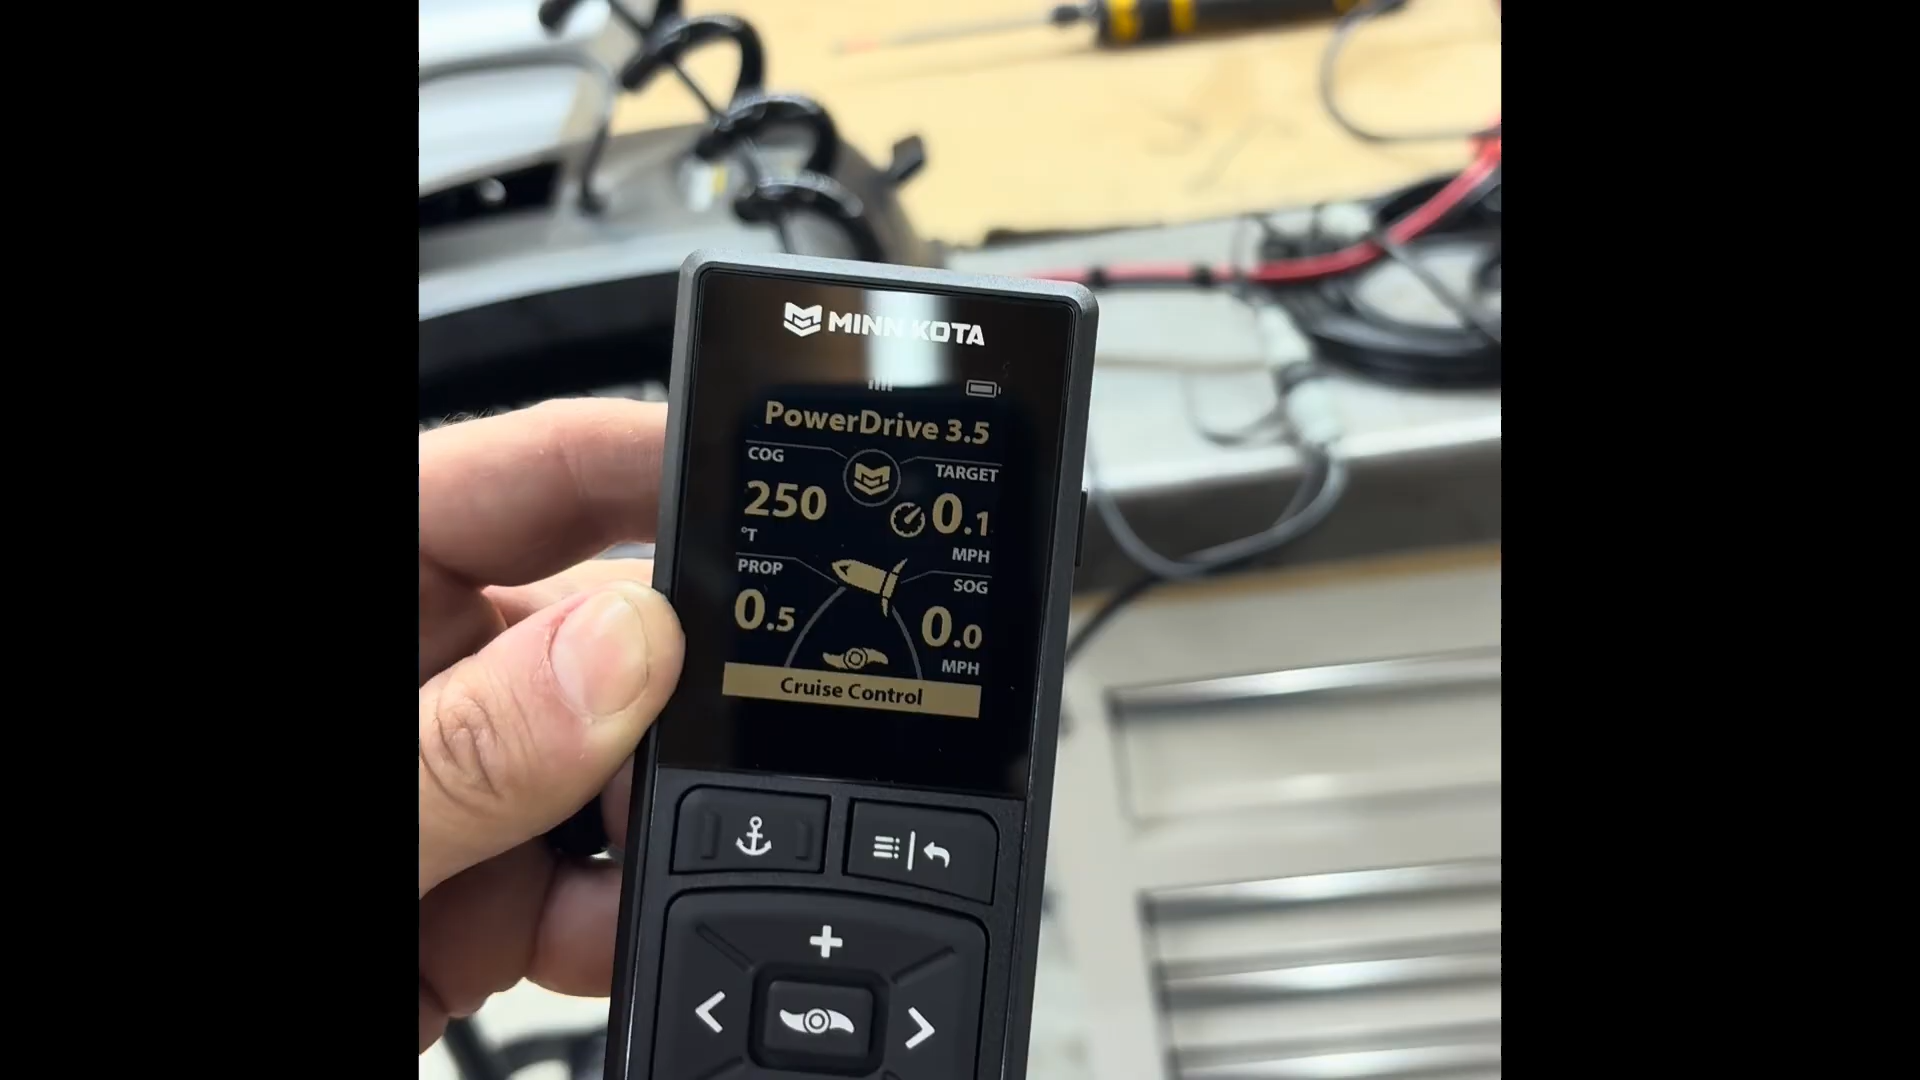 MINN KOTA
PowerDrive 3.5
COG
TARGET
250
0.1
°T
MPH
PROP
SOG
0.5
0.0
MPH
Cruise Control